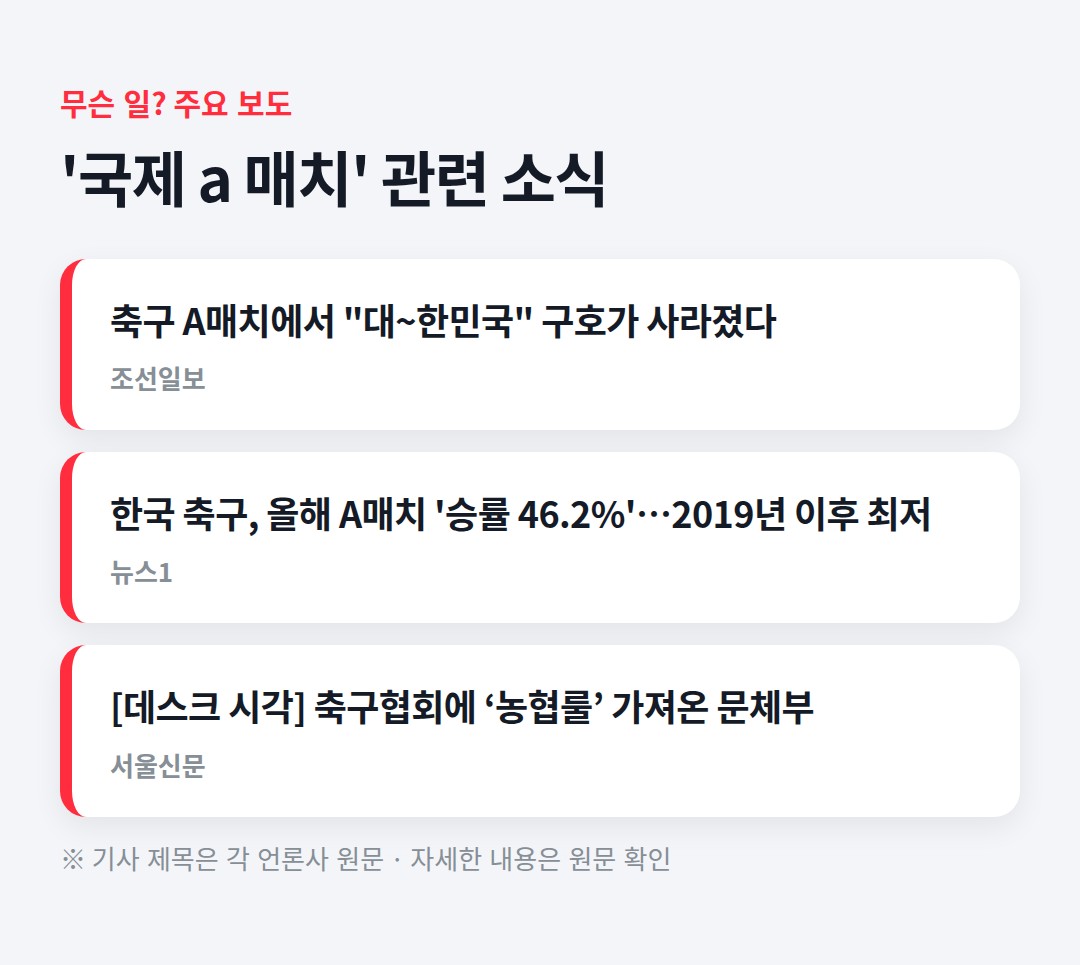 무슨 일? 주요 보도
'국제 a 매치' 관련 소식
축구 A매치에서 "대~한민국" 구호가 사라졌다
조선일보
한국 축구, 올해 A매치 '승률 46.2%'…2019년 이후 최저
뉴스1
[데스크 시각] 축구협회에 ‘농협룰’ 가져온 문체부
서울신문
※ 기사 제목은 각 언론사 원문 · 자세한 내용은 원문 확인